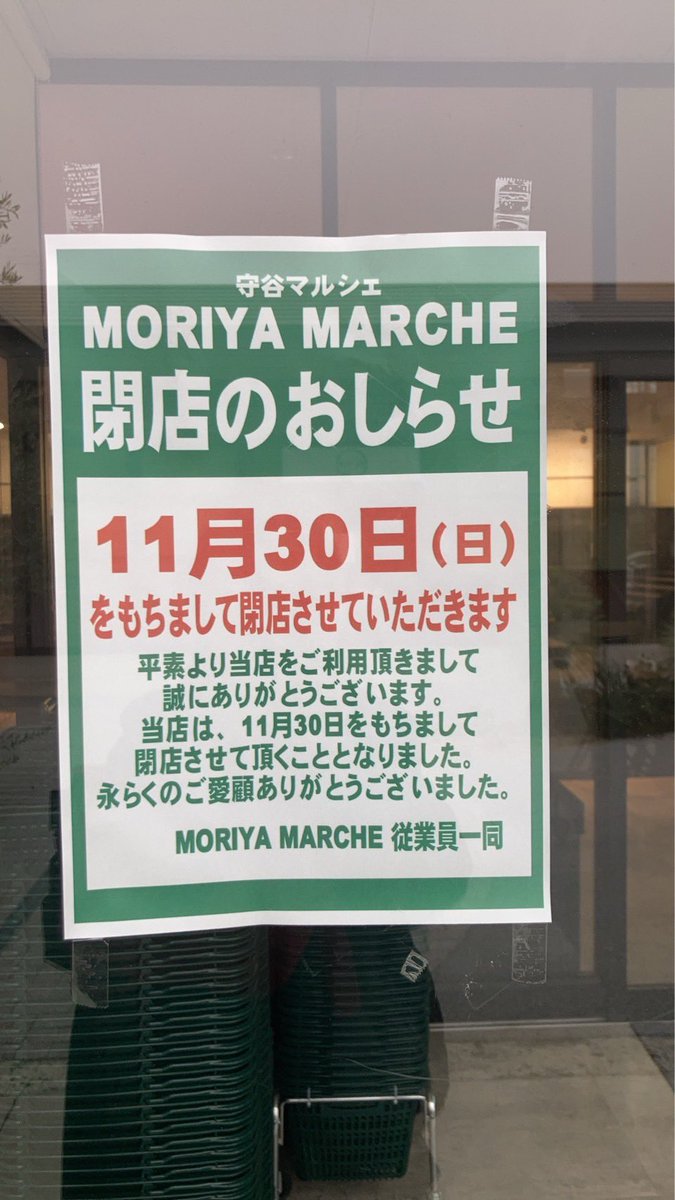 守谷マルシェ
MORIYA MARCHE
閉店のおしらせ
11月30日(日)
をもちまして閉店させていただきます
平素より当店をご利用頂きまして
誠にありがとうございます。
当店は、11月30日をもちまして
閉店させて頂くこととなりました。
永らくのご愛顧ありがとうございました。
MORIYA MARCHE 従業員一同